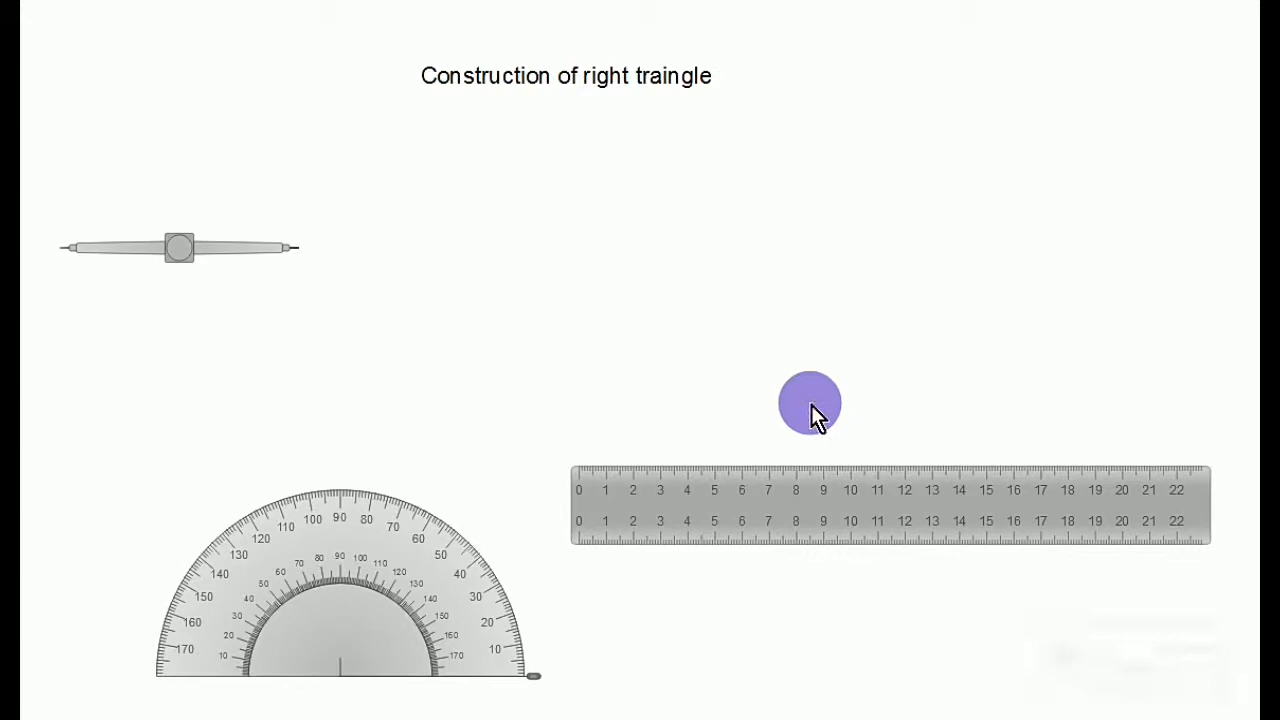 Construction of right traingle
0 1 2 3 4 5 6 7 8 9 10 11 12 13 14 15 16 17 18 19 20 21 22
0 1 2 3 4 5 6 7 8 9 10 11 12 13 14 15 16 17 18 19 20 21 22
170 160 150 140 130 120 110 100 90 80 70 60 50 40 30 20 10
10 20 30 40 50 60 70 80 90 100 110 120 130 140 150 160 170